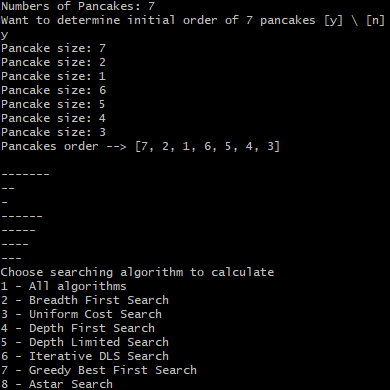 Numbers of Pancakes: 7
Want to determine initial order of 7 pancakes [y] \ [n]
y
Pancake size: 7
Pancake size: 2
Pancake size: 1
Pancake size: 6
Pancake size: 5
Pancake size: 4
Pancake size: 3
Pancakes order --> [7, 2, 1, 6, 5, 4, 3]
-------
--
-
------
-----
----
---
Choose searching algorithm to calculate
1 - All algorithms
2 - Breadth First Search
3 - Uniform Cost Search
4 - Depth First Search
5 - Depth Limited Search
6 - Iterative DLS Search
7 - Greedy Best First Search
8 - Astar Search